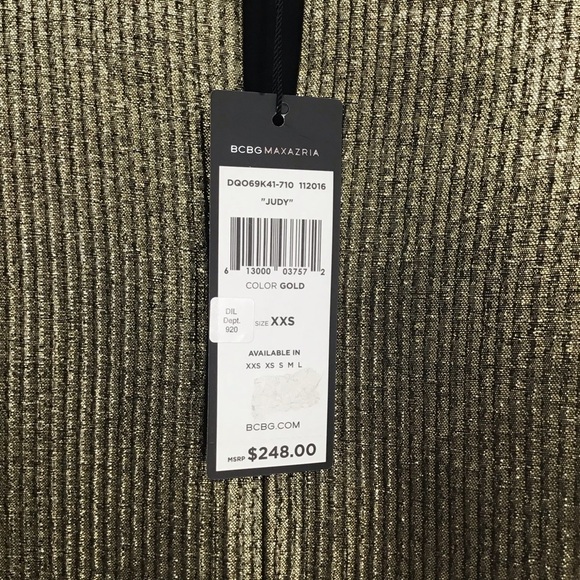 BCBGMAXAZRIA
DQO69K41-710 112016
"JUDY"
6 13000 03757 2
COLOR GOLD
DIL
Dept.
920
SIZE XXS
AVAILABLE IN
XXS XS S M L
BCBG.COM
MSRP $248.00